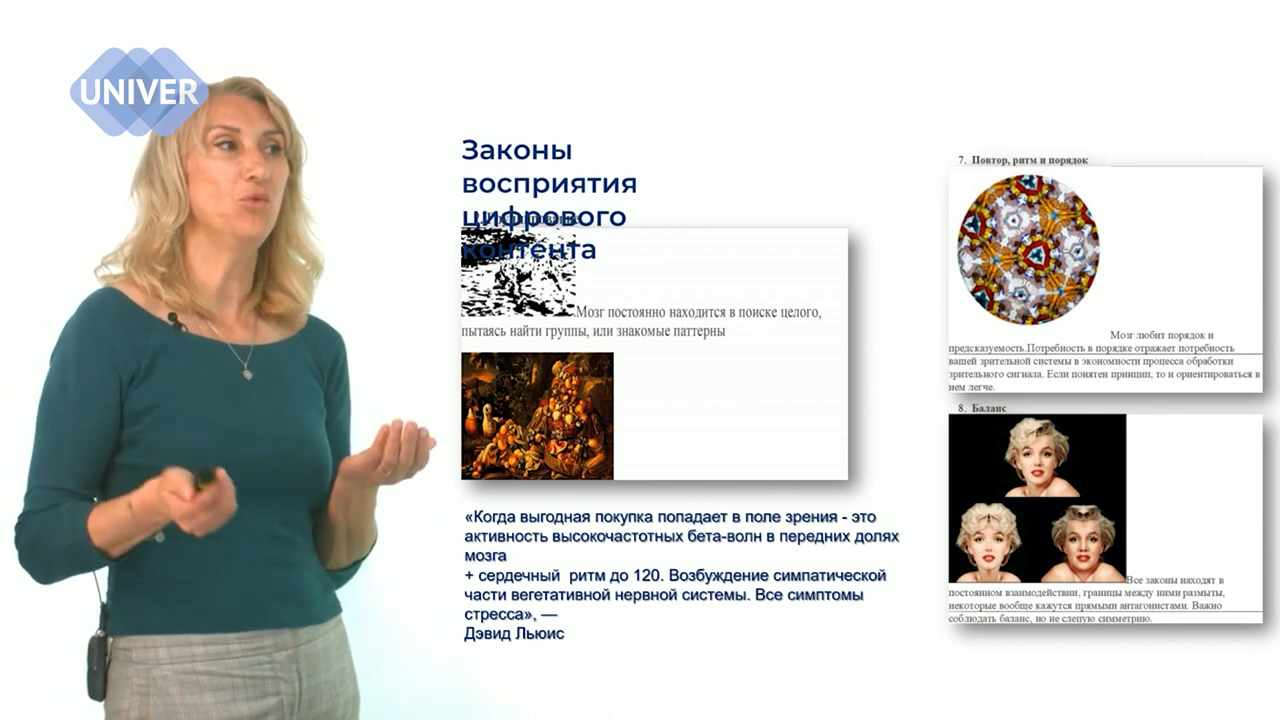 UNIVER
Законы
восприятия
цифрового
контента
Мозг постоянно находится в поиске целого,
пытаясь найти группы, или знакомые паттерны
«Когда выгодная покупка попадает в поле зрения - это
активность высокочастотных бета-волн в передних долях
мозга
+ сердечный ритм до 120. Возбуждение симпатической
части вегетативной нервной системы. Все симптомы
стресса», —
Дэвид Льюис
7. Повтор, ритм и порядок
Мозг любит порядок и
предсказуемость.Потребность в порядке отражает потребность
вашей зрительной системы в экономности процесса обработки
зрительного сигнала. Если понятен принцип, то и ориентироваться в
нем легче.
8. Баланс
Все законы находят в
постоянном взаимодействии, границы между ними размыты,
некоторые вообще кажутся прямыми антагонистами. Важно
соблюдать баланс, но не слепую симметрию.